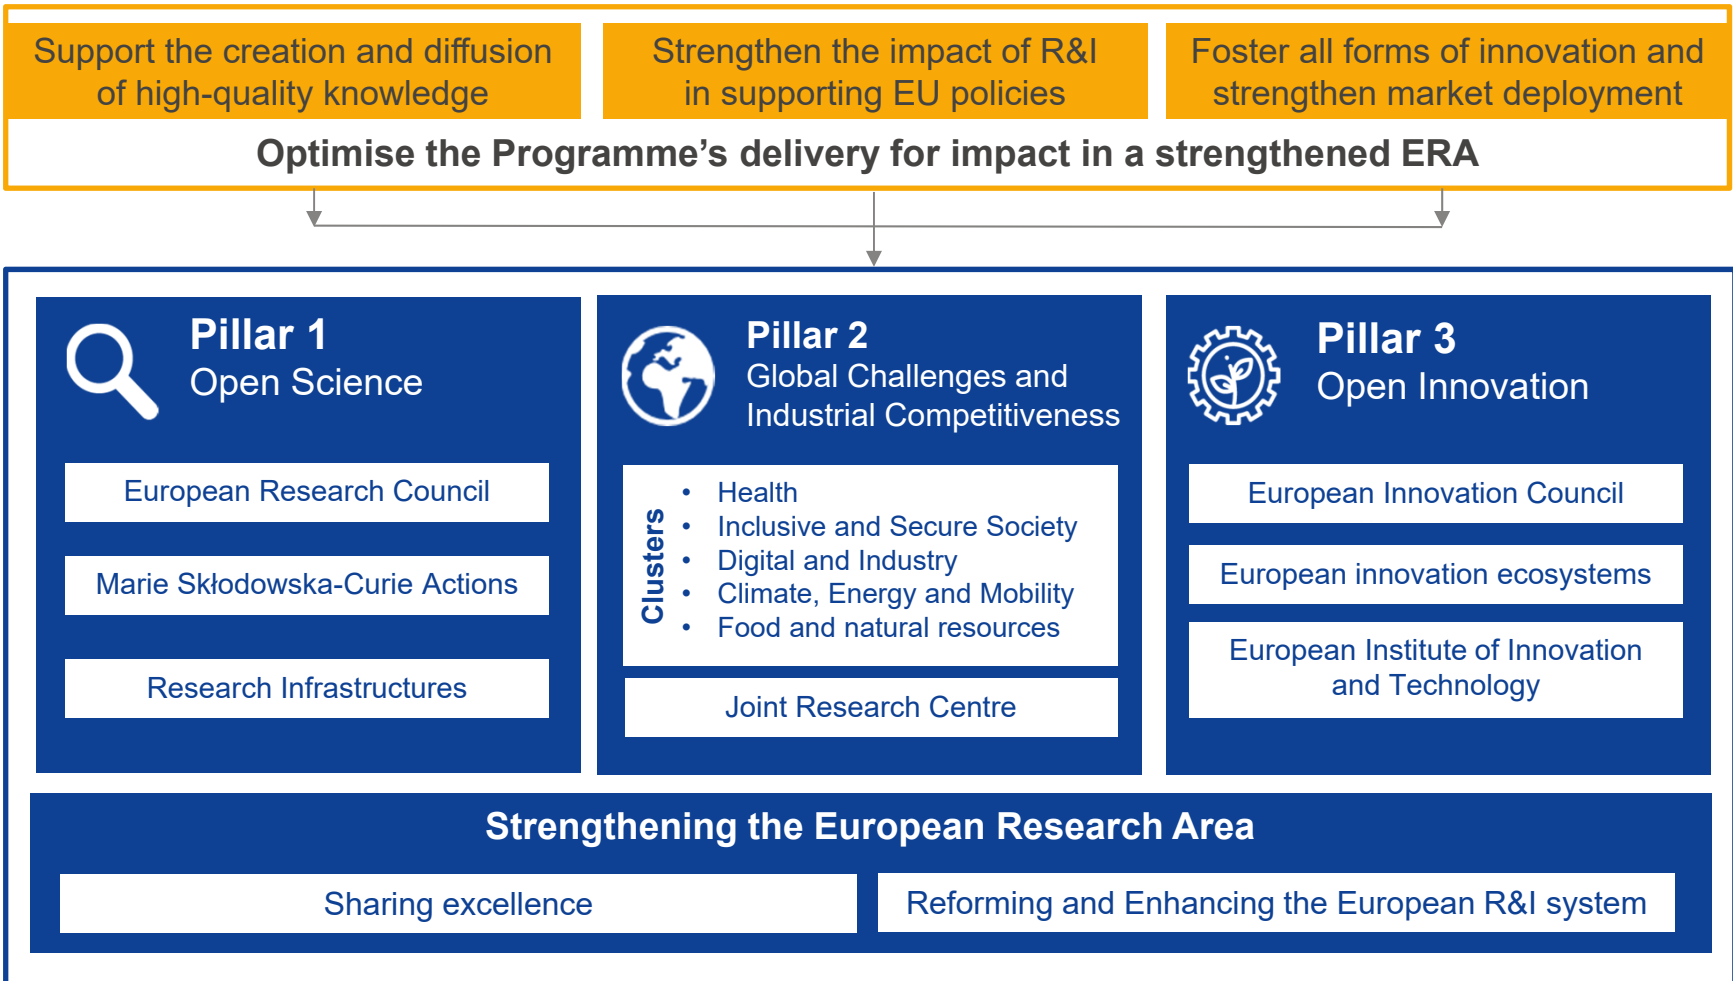 Support the creation and diffusion
of high-quality knowledge
Strengthen the impact of R&I
in supporting EU policies
Foster all forms of innovation and
strengthen market deployment
Optimise the Programme’s delivery for impact in a strengthened ERA
Pillar 1
Open Science
European Research Council
Marie Skłodowska-Curie Actions
Research Infrastructures
Pillar 2
Global Challenges and
Industrial Competitiveness
Clusters
• Health
• Inclusive and Secure Society
• Digital and Industry
• Climate, Energy and Mobility
• Food and natural resources
Joint Research Centre
Pillar 3
Open Innovation
European Innovation Council
European innovation ecosystems
European Institute of Innovation
and Technology
Strengthening the European Research Area
Sharing excellence
Reforming and Enhancing the European R&I system